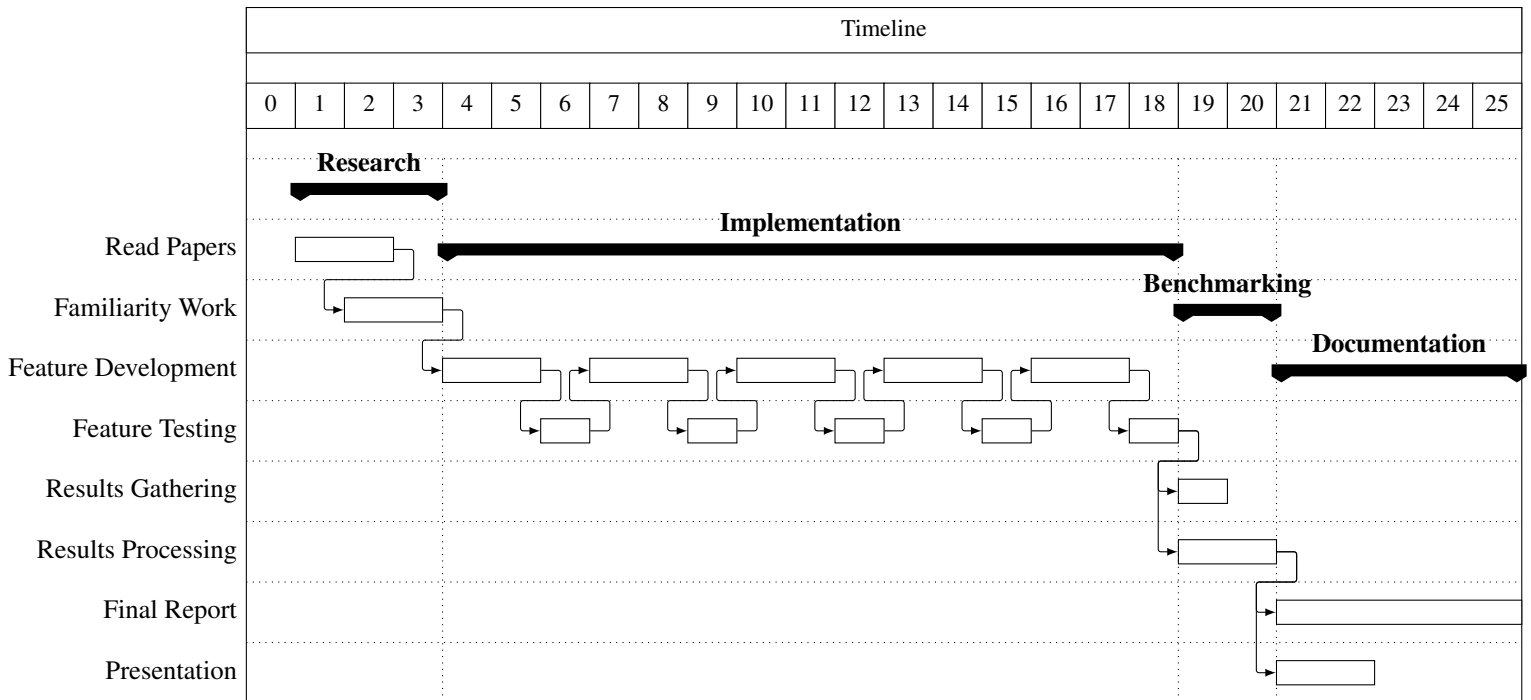 Timeline
0 1 2 3 4 5 6 7 8 9 10 11 12 13 14 15 16 17 18 19 20 21 22 23 24 25
Research
Implementation
Read Papers
Benchmarking
Familiarity Work
Documentation
Feature Development
Feature Testing
Results Gathering
Results Processing
Final Report
Presentation